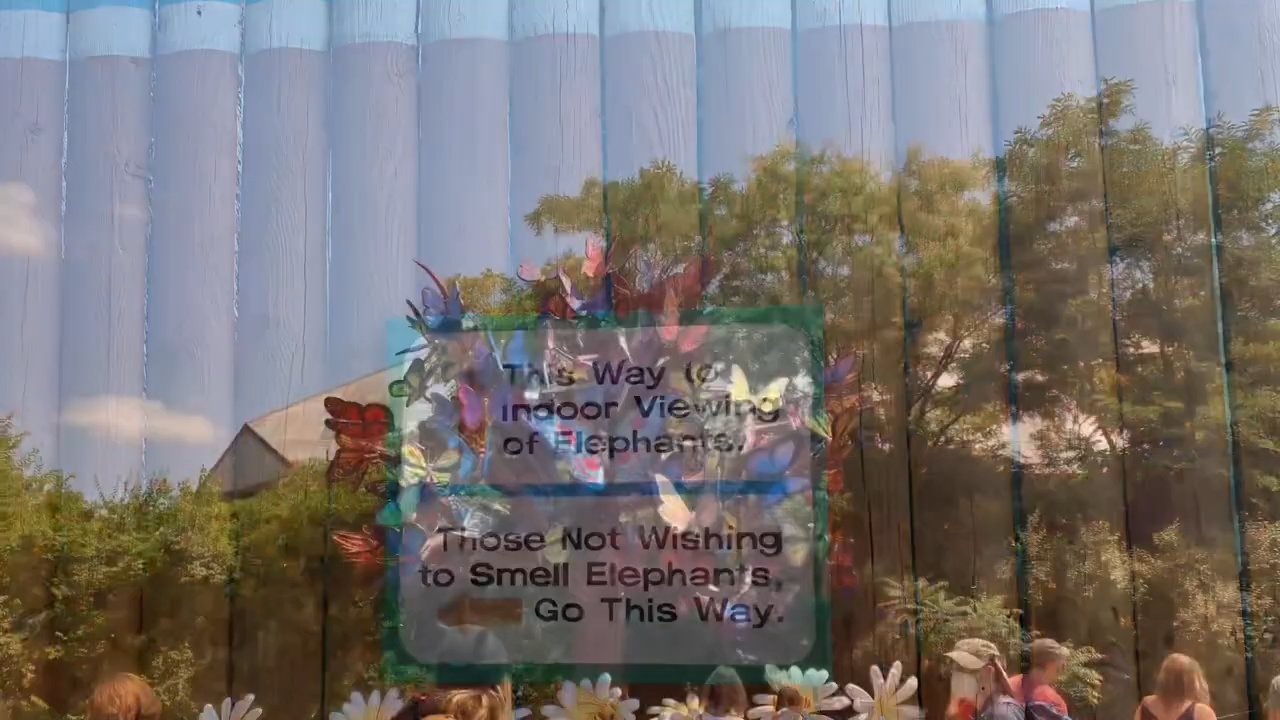 This Way to
Indoor Viewing
of Elephants.
Those Not Wishing
to Smell Elephants,
Go This Way.